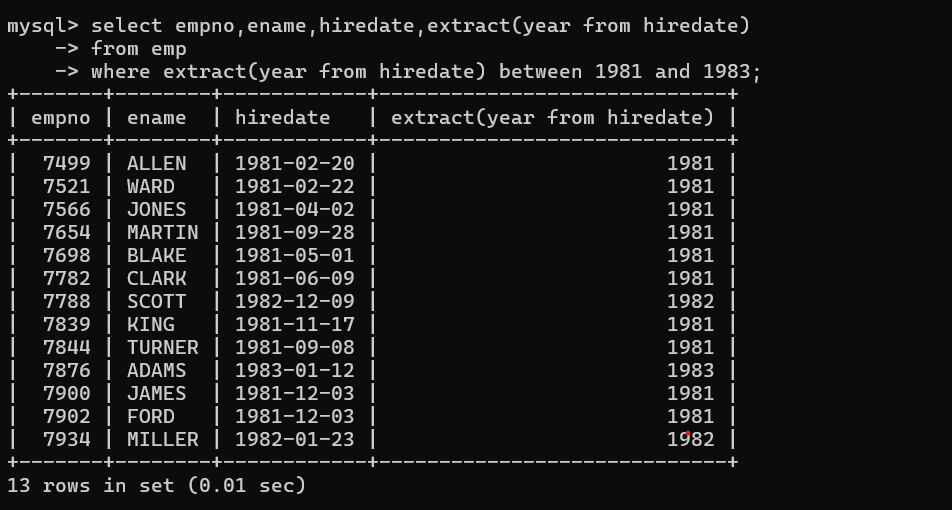 mysql> select empno,ename,hiredate,extract(year from hiredate)
    -> from emp
    -> where extract(year from hiredate) between 1981 and 1983;
+-------+--------+------------+-----------------------------+
| empno | ename  | hiredate   | extract(year from hiredate) |
+-------+--------+------------+-----------------------------+
|  7499 | ALLEN  | 1981-02-20 |                        1981 |
|  7521 | WARD   | 1981-02-22 |                        1981 |
|  7566 | JONES  | 1981-04-02 |                        1981 |
|  7654 | MARTIN | 1981-09-28 |                        1981 |
|  7698 | BLAKE  | 1981-05-01 |                        1981 |
|  7782 | CLARK  | 1981-06-09 |                        1981 |
|  7788 | SCOTT  | 1982-12-09 |                        1982 |
|  7839 | KING   | 1981-11-17 |                        1981 |
|  7844 | TURNER | 1981-09-08 |                        1981 |
|  7876 | ADAMS  | 1983-01-12 |                        1983 |
|  7900 | JAMES  | 1981-12-03 |                        1981 |
|  7902 | FORD   | 1981-12-03 |                        1981 |
|  7934 | MILLER | 1982-01-23 |                        1982 |
+-------+--------+------------+-----------------------------+
13 rows in set (0.01 sec)